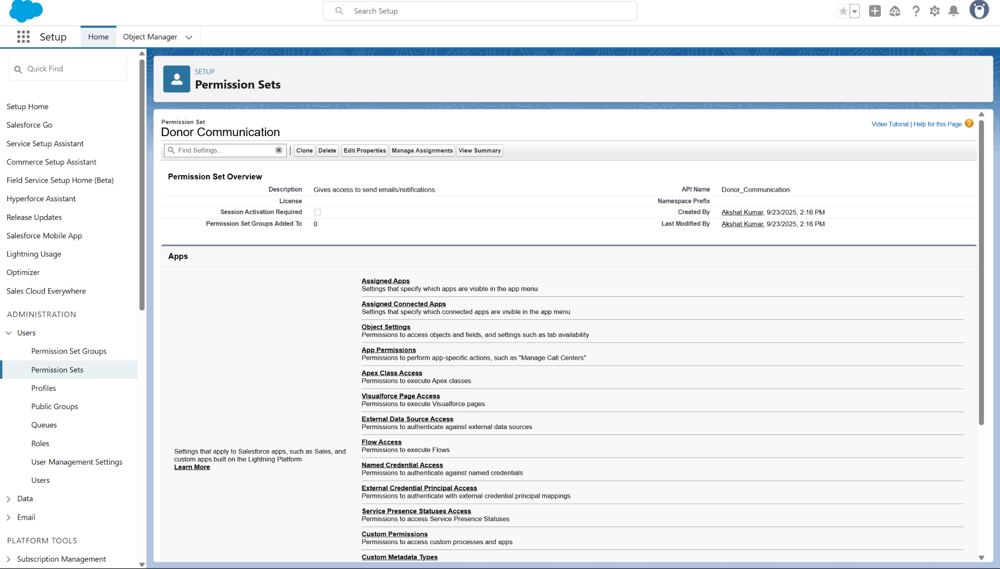 Search Setup
Setup
Home
Object Manager
Quick Find
Setup Home
Salesforce Go
Service Setup Assistant
Commerce Setup Assistant
Field Service Setup Home (Beta)
Hyperforce Assistant
Release Updates
Salesforce Mobile App
Lightning Usage
Optimizer
Sales Cloud Everywhere
ADMINISTRATION
Users
Permission Set Groups
Permission Sets
Profiles
Public Groups
Queues
Roles
User Management Settings
Users
Data
Email
PLATFORM TOOLS
Subscription Management
SETUP
Permission Sets
Permission Set
Donor Communication
Video Tutorial | Help for this Page
Find Settings... | Clone Delete Edit Properties Manage Assignments View Summary
Permission Set Overview
Description Gives access to send emails/notifications. API Name Donor_Communication
License Namespace Prefix
Session Activation Required Created By Akshat Kumar, 9/23/2025, 2:16 PM
Permission Set Groups Added To 0 Last Modified By Akshat Kumar, 9/23/2025, 2:16 PM
Apps
Settings that apply to Salesforce apps, such as Sales, and
custom apps built on the Lightning Platform
Learn More
Assigned Apps
Settings that specify which apps are visible in the app menu
Assigned Connected Apps
Settings that specify which connected apps are visible in the app menu
Object Settings
Permissions to access objects and fields, and settings such as tab availability
App Permissions
Permissions to perform app-specific actions, such as "Manage Call Centers"
Apex Class Access
Permissions to execute Apex classes
Visualforce Page Access
Permissions to execute Visualforce pages
External Data Source Access
Permissions to authenticate against external data sources
Flow Access
Permissions to execute Flows
Named Credential Access
Permissions to authenticate against named credentials
External Credential Principal Access
Permissions to authenticate with external credential principal mappings
Service Presence Statuses Access
Permissions to access Service Presence Statuses
Custom Permissions
Permissions to access custom processes and apps
Custom Metadata Types